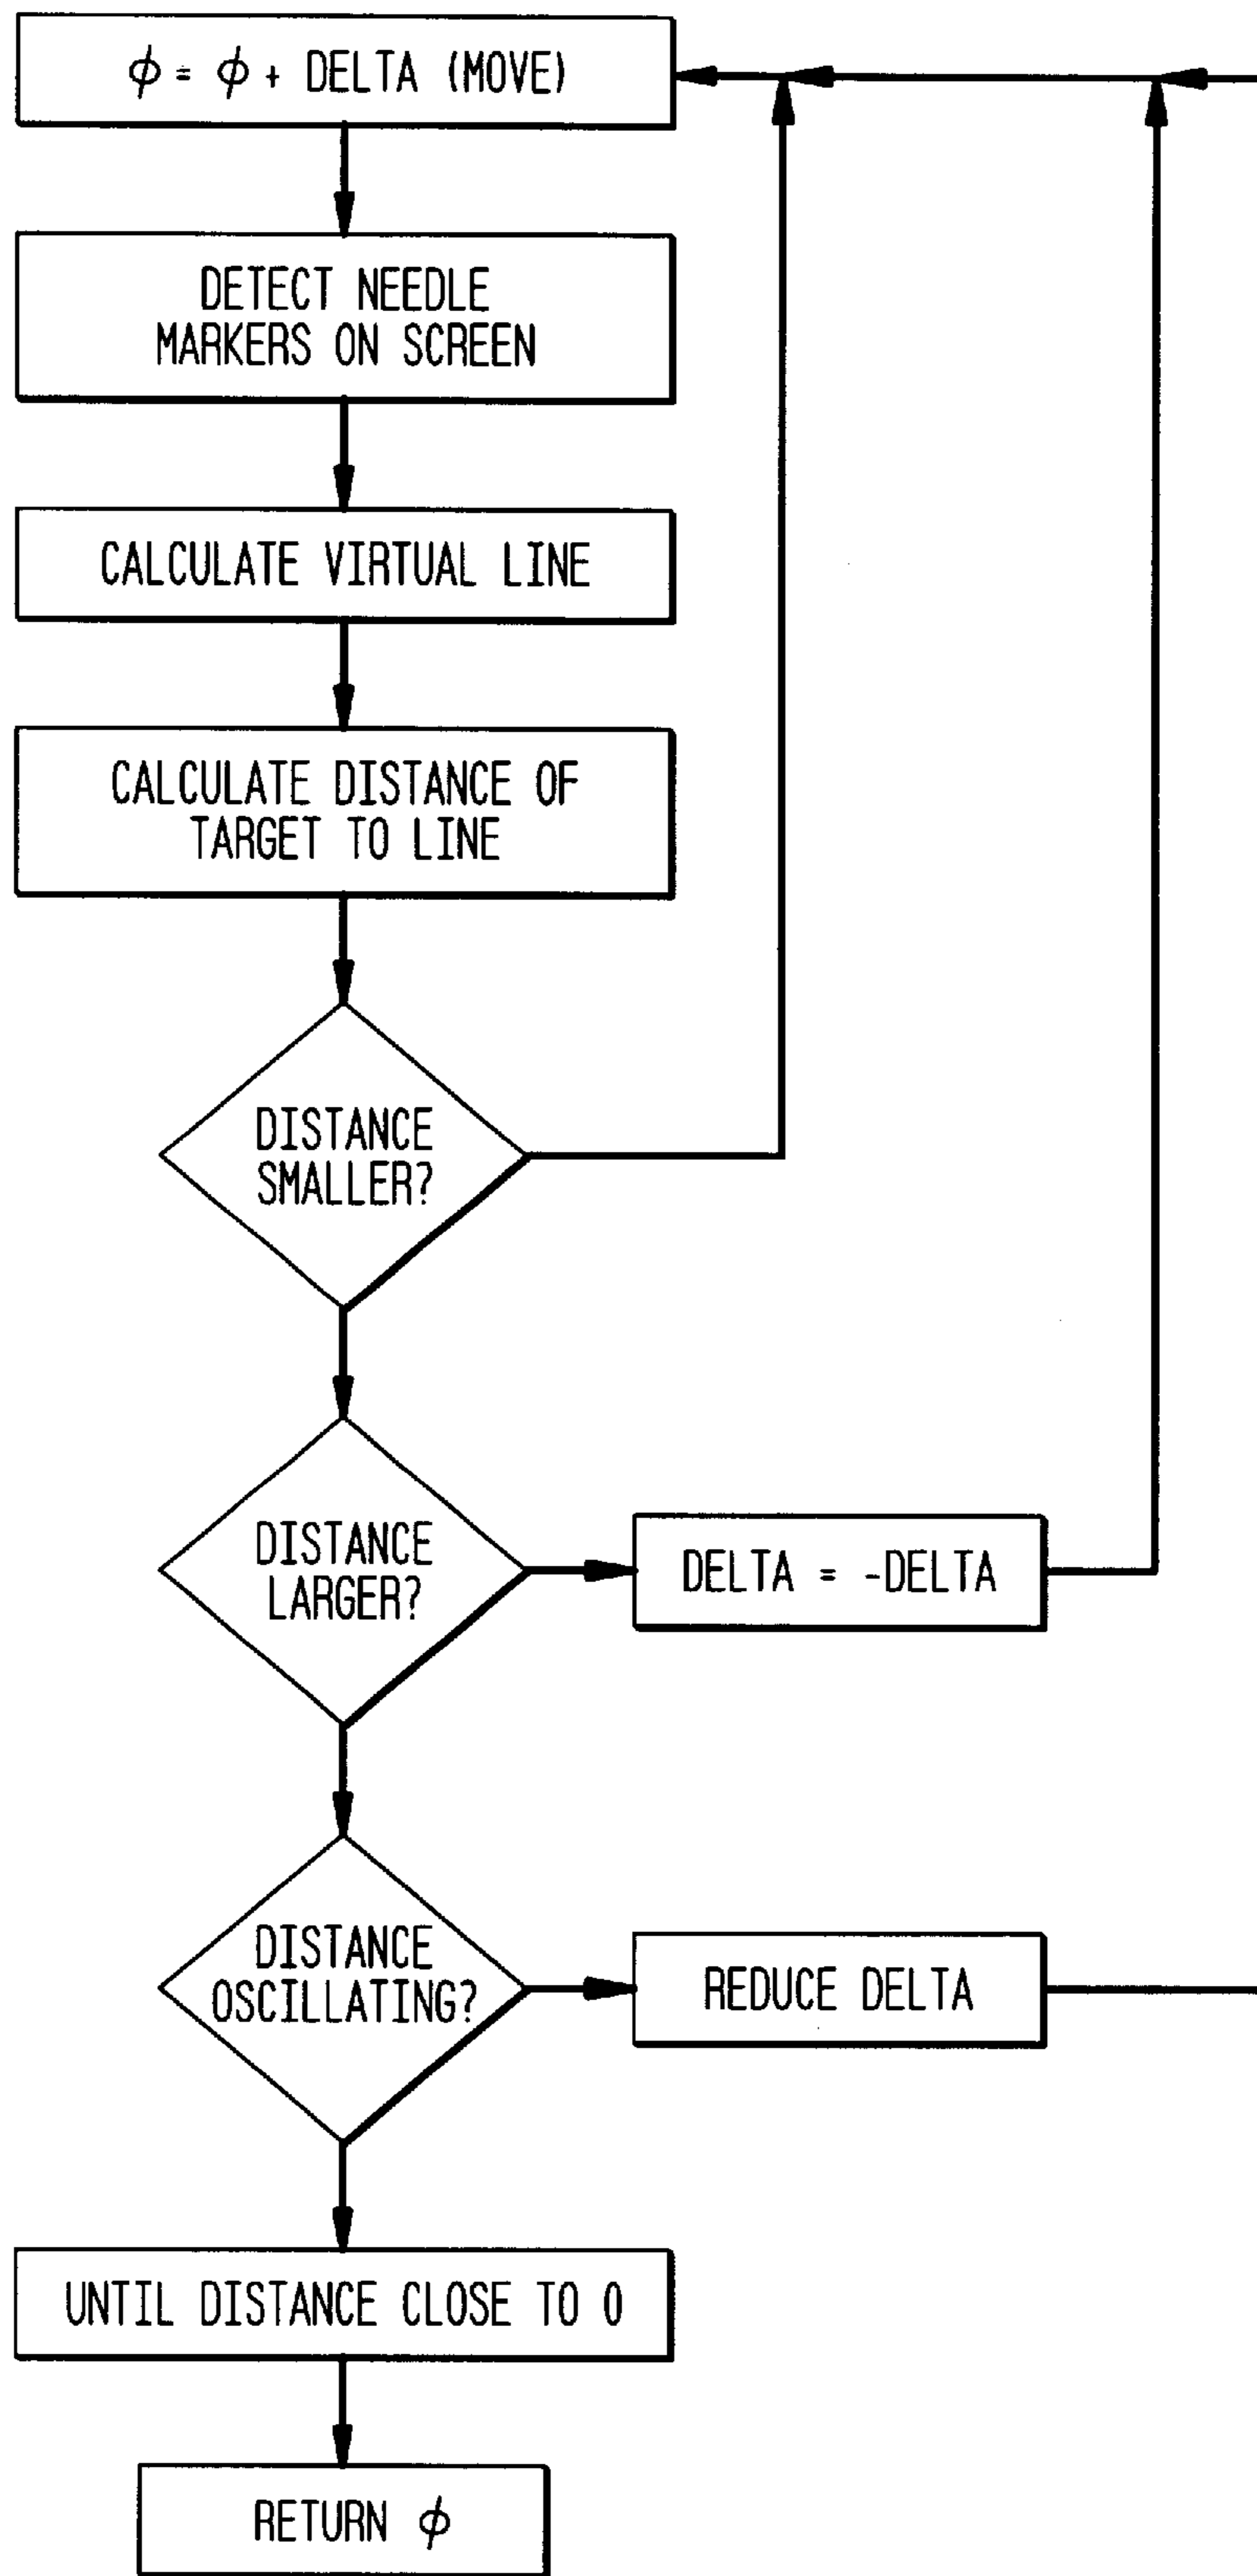 ϕ = ϕ + DELTA (MOVE)
DETECT NEEDLE
MARKERS ON SCREEN
CALCULATE VIRTUAL LINE
CALCULATE DISTANCE OF
TARGET TO LINE
DISTANCE
SMALLER?
DISTANCE
LARGER?
DELTA = -DELTA
DISTANCE
OSCILLATING?
REDUCE DELTA
UNTIL DISTANCE CLOSE TO 0
RETURN ϕ